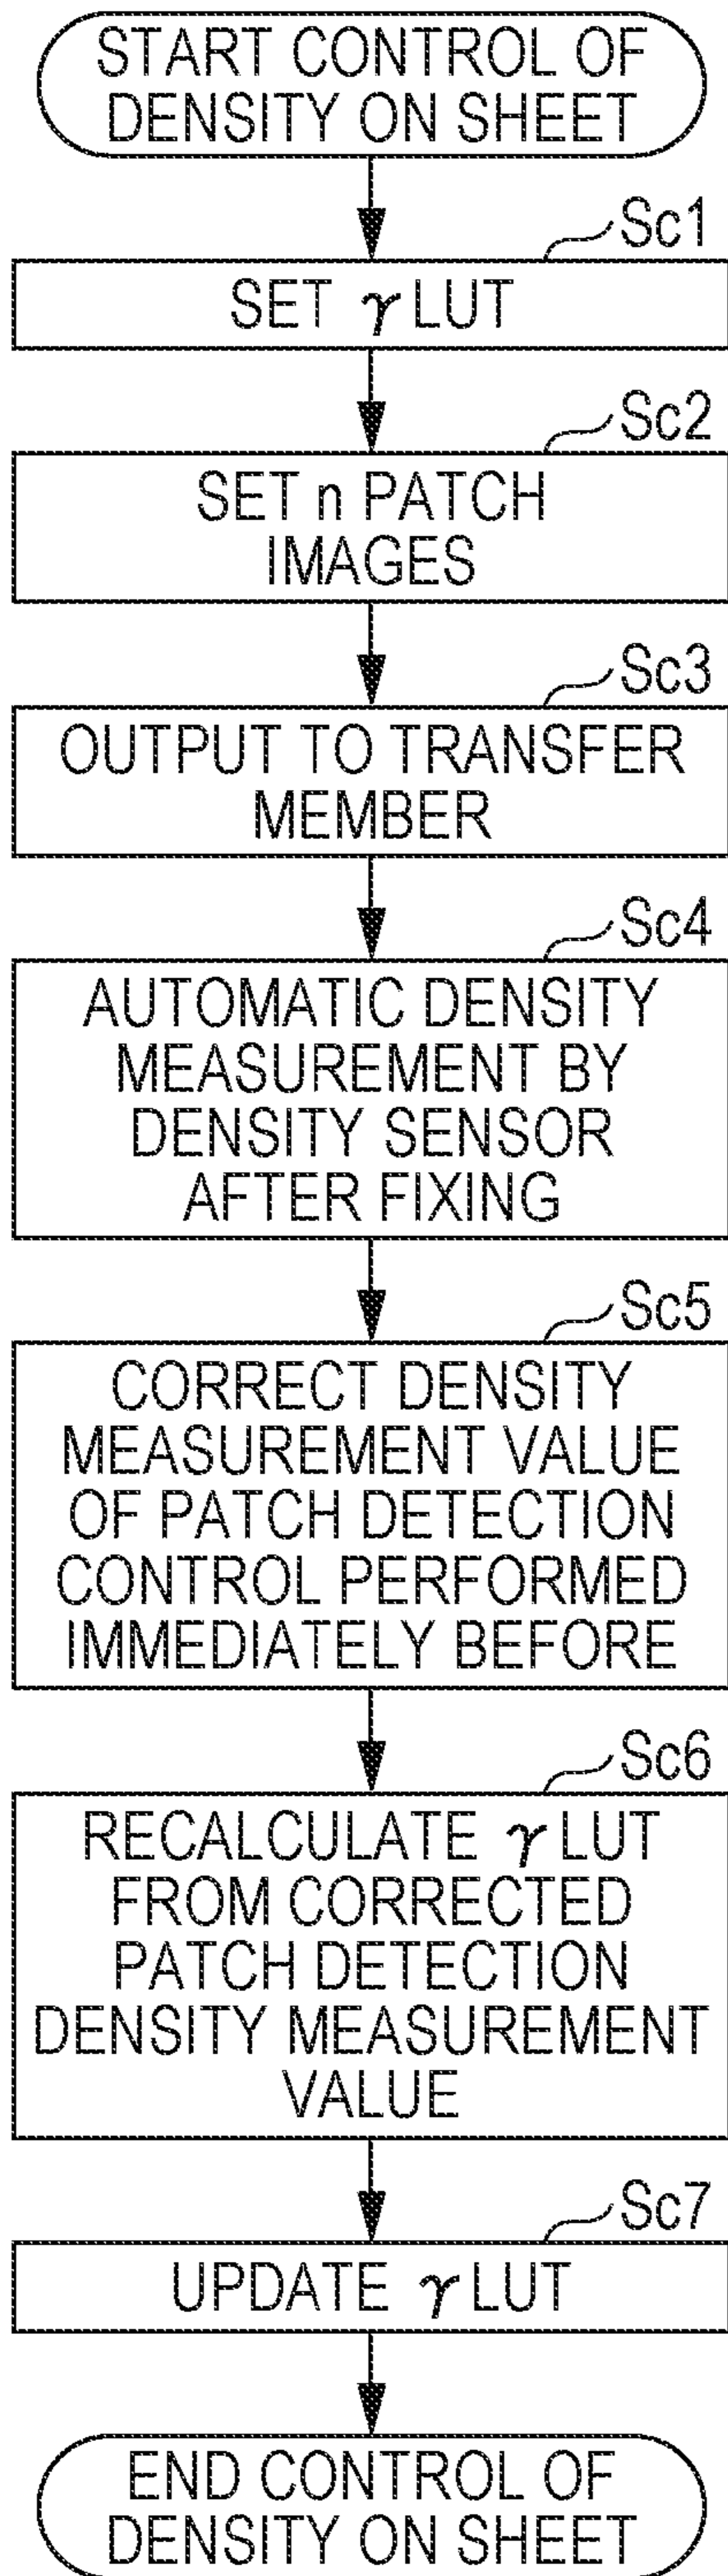 START CONTROL OF
DENSITY ON SHEET
Sc1
SET γ LUT
Sc2
SET n PATCH
IMAGES
Sc3
OUTPUT TO TRANSFER
MEMBER
Sc4
AUTOMATIC DENSITY
MEASUREMENT BY
DENSITY SENSOR
AFTER FIXING
Sc5
CORRECT DENSITY
MEASUREMENT VALUE
OF PATCH DETECTION
CONTROL PERFORMED
IMMEDIATELY BEFORE
Sc6
RECALCULATE γ LUT
FROM CORRECTED
PATCH DETECTION
DENSITY MEASUREMENT
VALUE
Sc7
UPDATE γ LUT
END CONTROL OF
DENSITY ON SHEET